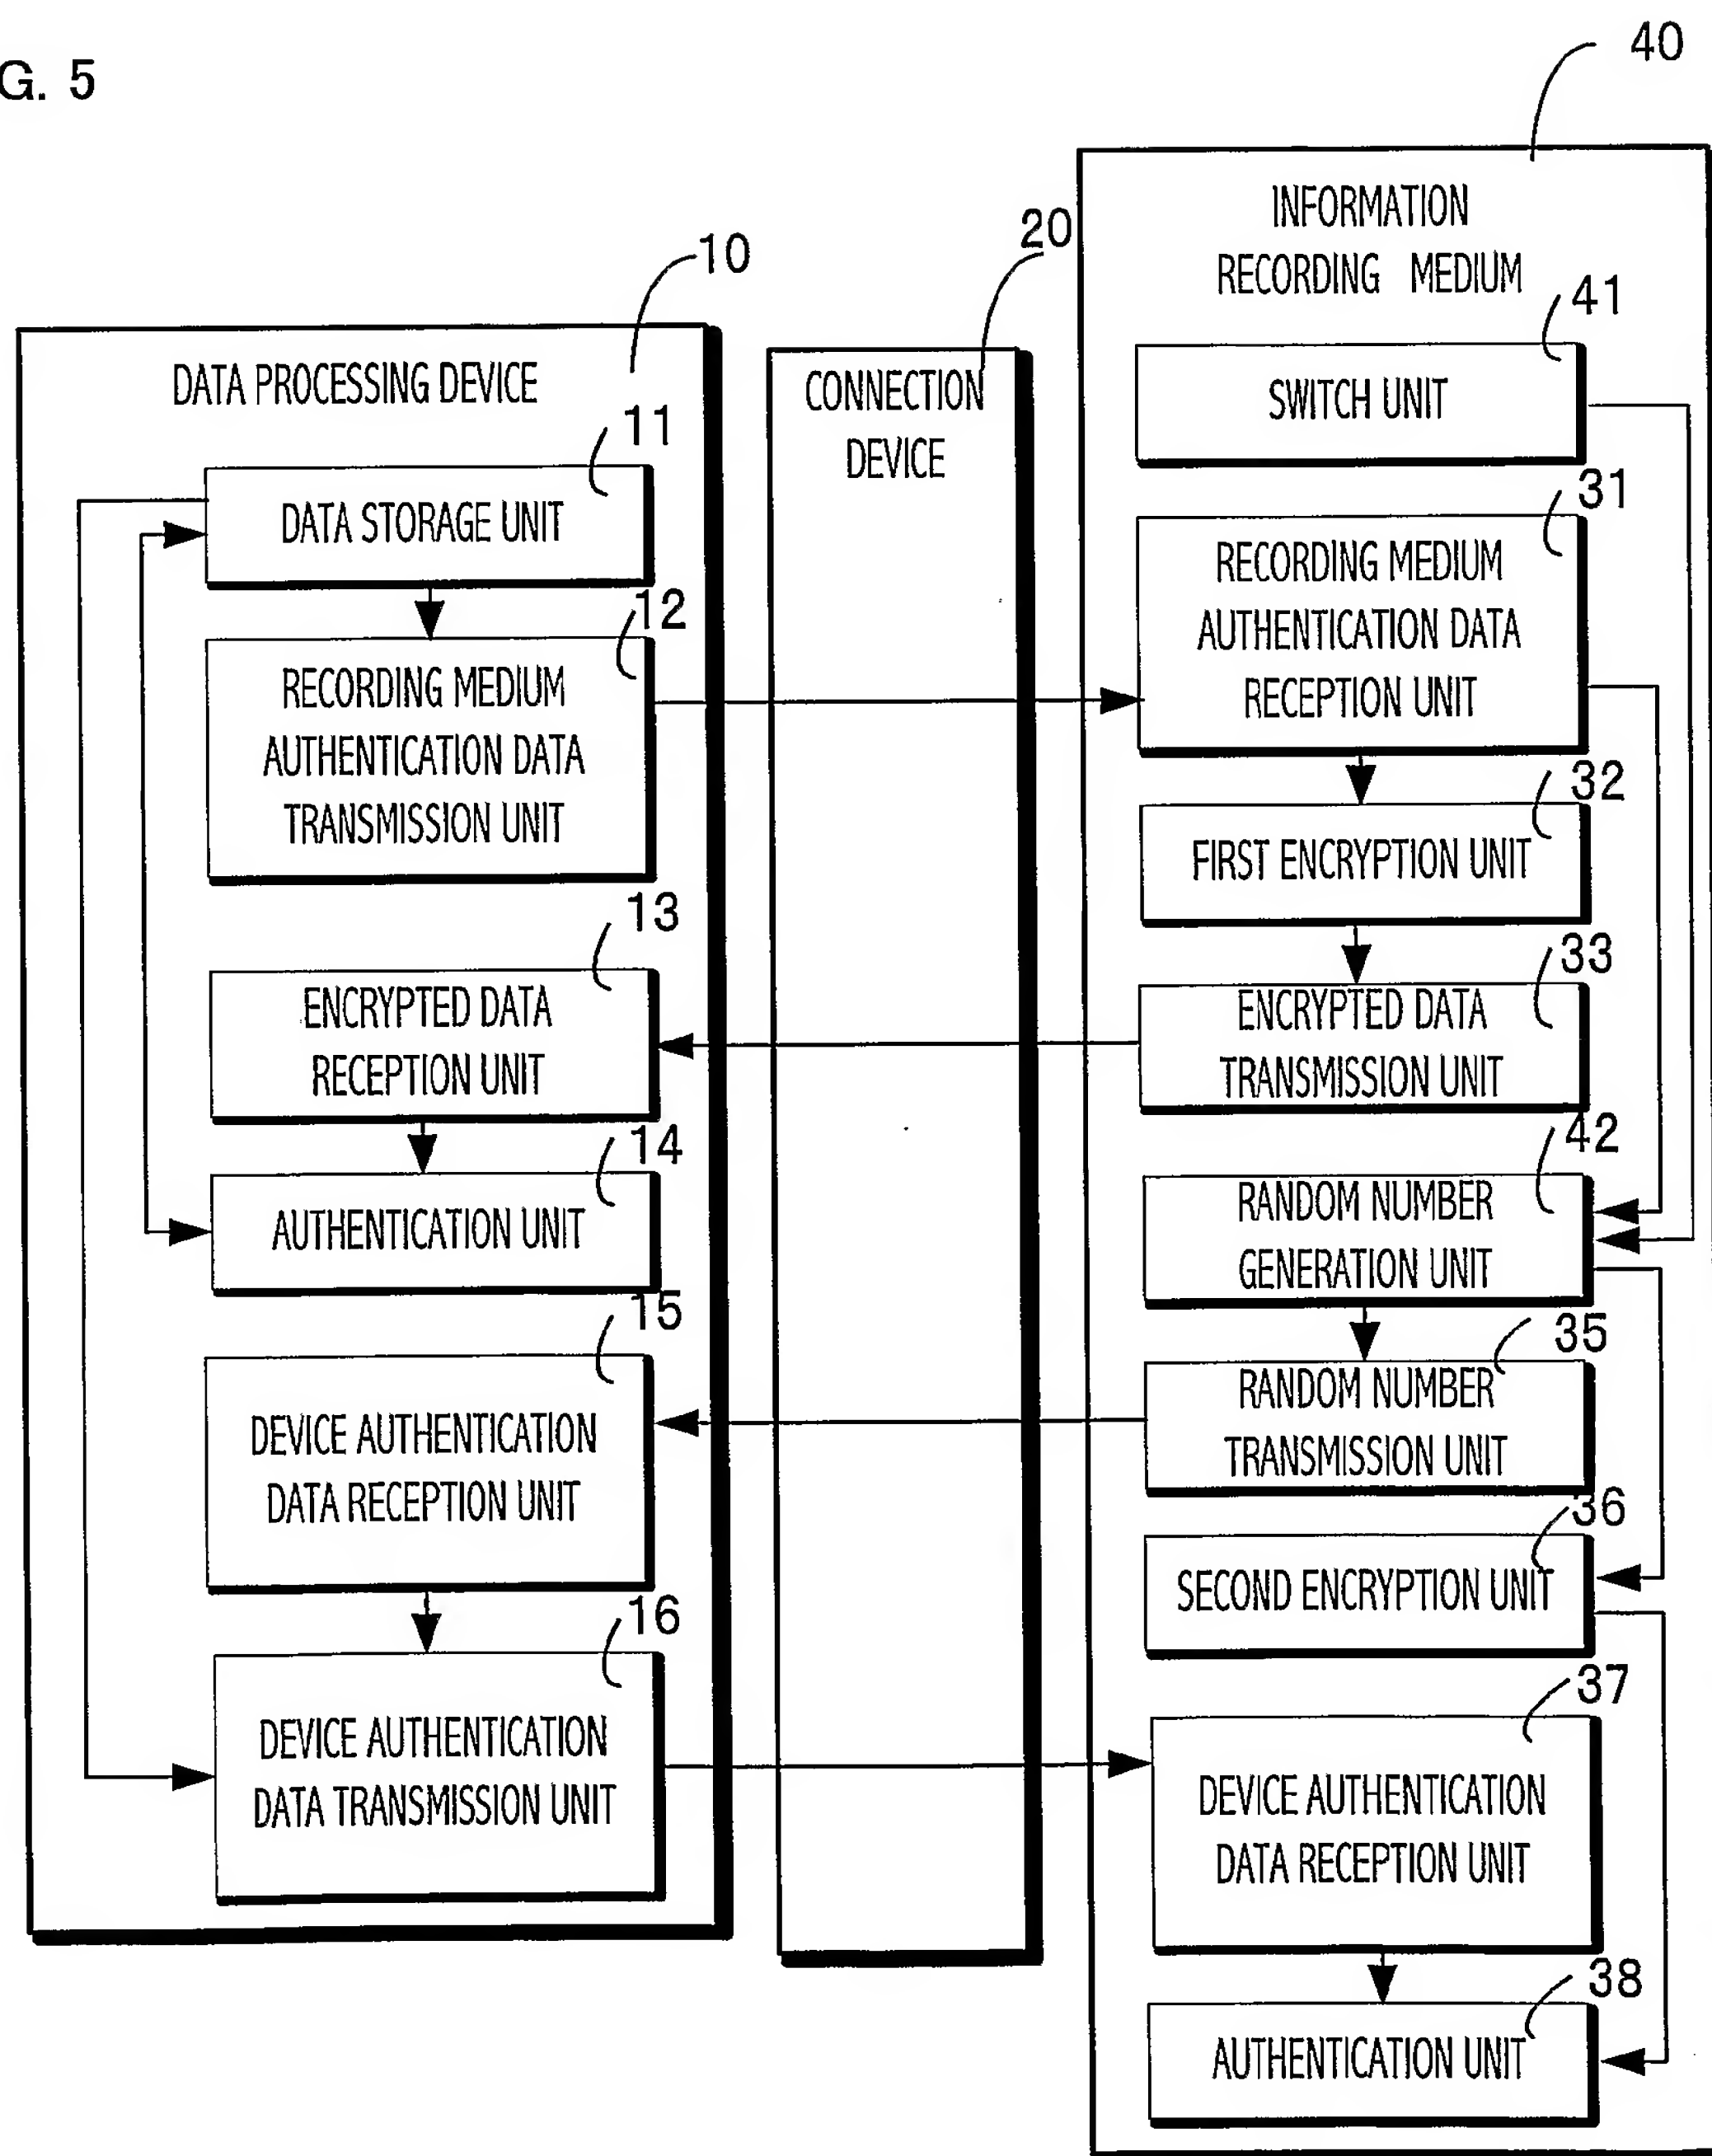 G. 5
10
DATA PROCESSING DEVICE
11
DATA STORAGE UNIT
12
RECORDING MEDIUM
AUTHENTICATION DATA
TRANSMISSION UNIT
13
ENCRYPTED DATA
RECEPTION UNIT
14
AUTHENTICATION UNIT
15
DEVICE AUTHENTICATION
DATA RECEPTION UNIT
16
DEVICE AUTHENTICATION
DATA TRANSMISSION UNIT
20
CONNECTION
DEVICE
40
INFORMATION
RECORDING MEDIUM
41
SWITCH UNIT
31
RECORDING MEDIUM
AUTHENTICATION DATA
RECEPTION UNIT
32
FIRST ENCRYPTION UNIT
33
ENCRYPTED DATA
TRANSMISSION UNIT
42
RANDOM NUMBER
GENERATION UNIT
35
RANDOM NUMBER
TRANSMISSION UNIT
36
SECOND ENCRYPTION UNIT
37
DEVICE AUTHENTICATION
DATA RECEPTION UNIT
38
AUTHENTICATION UNIT